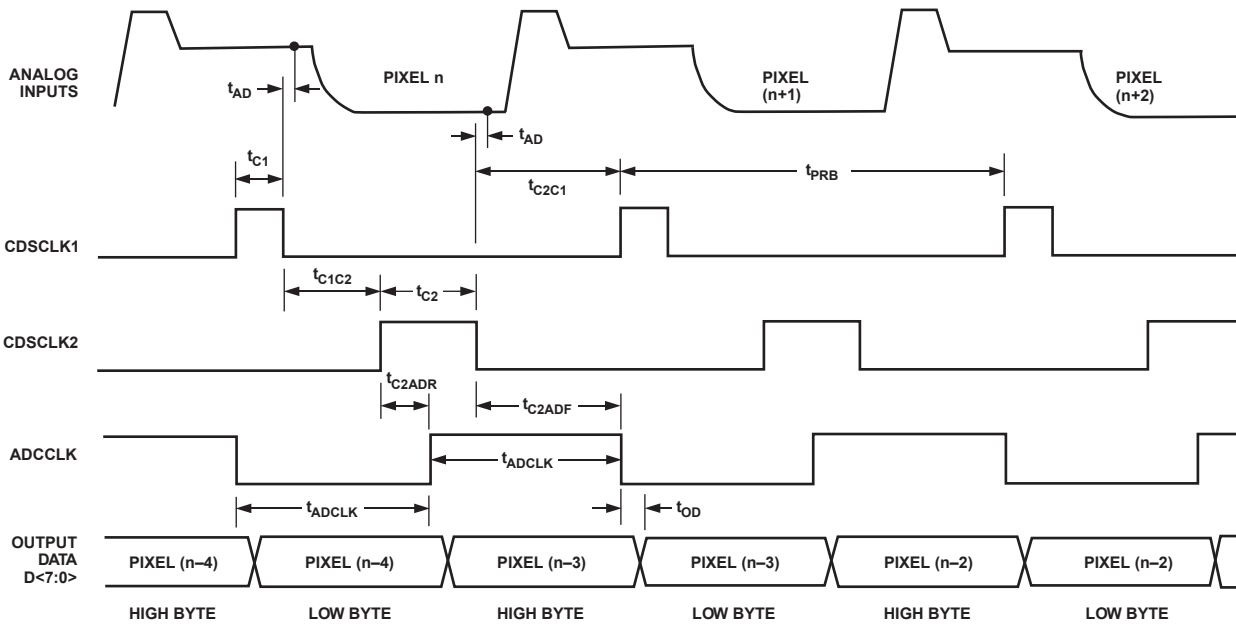 ANALOG
INPUTS
PIXEL n
PIXEL
(n+1)
PIXEL
(n+2)
tAD
tAD
tC1
tC2C1
tPRB
CDSCLK1
tC1C2
tC2
CDSCLK2
tC2ADR
tC2ADF
ADCCLK
tADCLK
tADCLK
tOD
OUTPUT
DATA
D<7:0>
PIXEL (n–4)
PIXEL (n–4)
PIXEL (n–3)
PIXEL (n–3)
PIXEL (n–2)
PIXEL (n–2)
HIGH BYTE
LOW BYTE
HIGH BYTE
LOW BYTE
HIGH BYTE
LOW BYTE